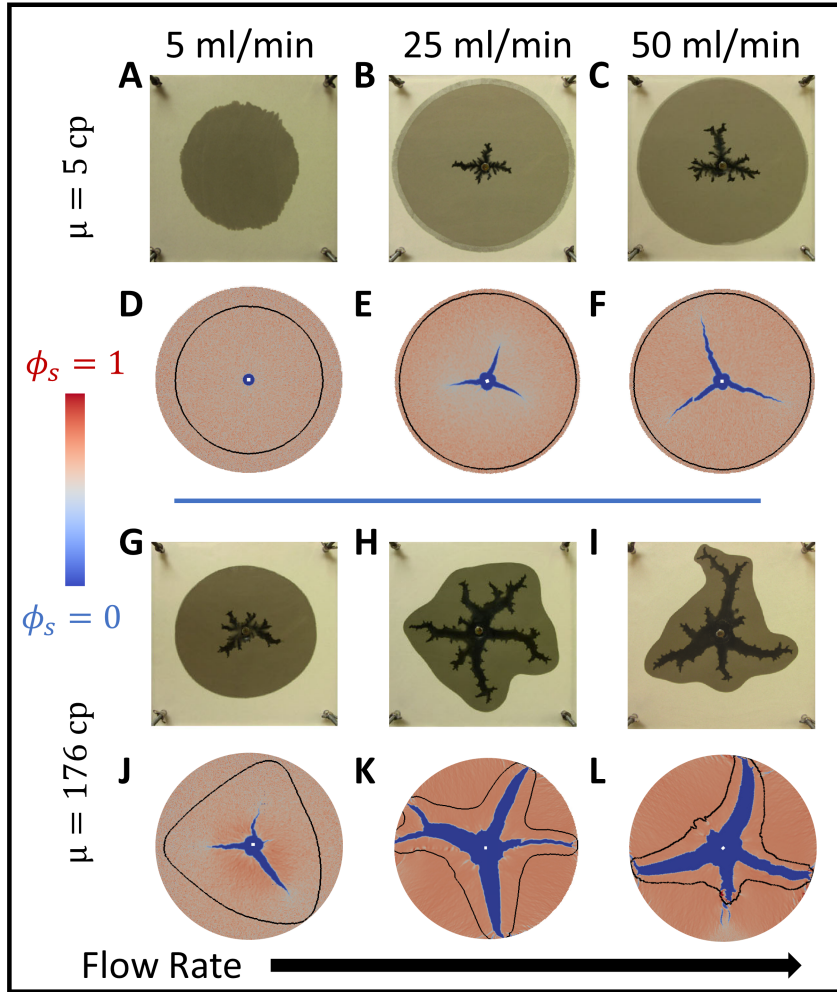 5 ml/min 25 ml/min 50 ml/min
A B C
μ = 5 cp
D E F
ϕₛ = 1
G H I
ϕₛ = 0
μ = 176 cp
J K L
Flow Rate